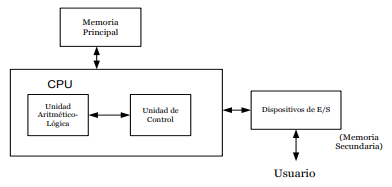 Memoria
Principal
CPU
Unidad
Aritmético-
Lógica
Unidad de
Control
Dispositivos de E/S
(Memoria
Secundaria)
Usuario